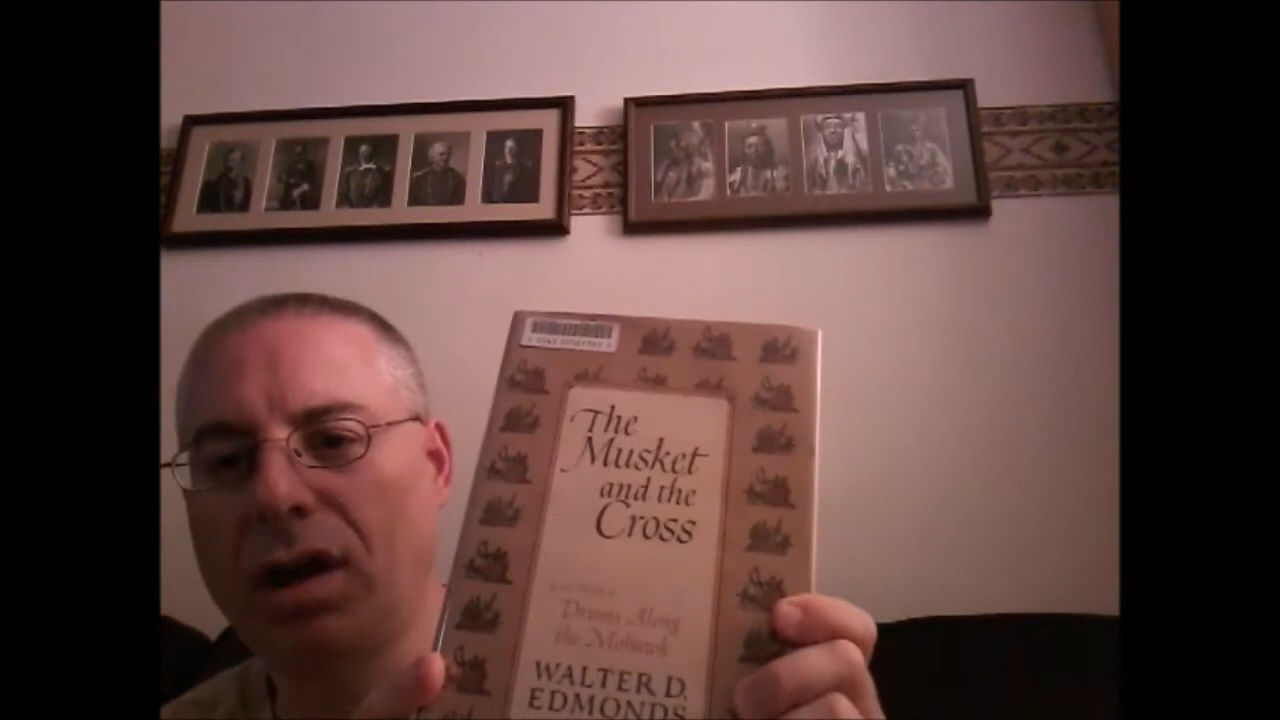 The
Musket
and the
Cross
Drums Along
the Mohawk
WALTER D.
EDMONDS